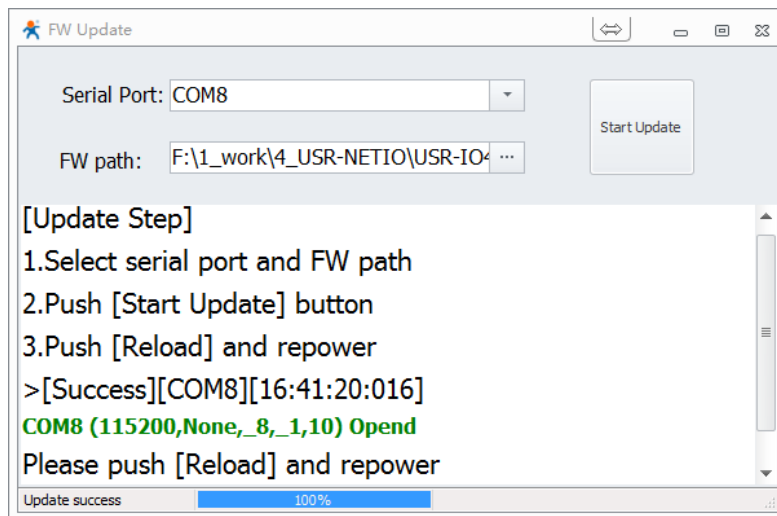 FW Update
Serial Port: COM8
Start Update
FW path: F:\1_work\4_USR-NETIO\USR-IO4 ...
[Update Step]
1.Select serial port and FW path
2.Push [Start Update] button
3.Push [Reload] and repower
>[Success][COM8][16:41:20:016]
COM8 (115200,None,_8,_1,10) Opend
Please push [Reload] and repower
Update success 100%